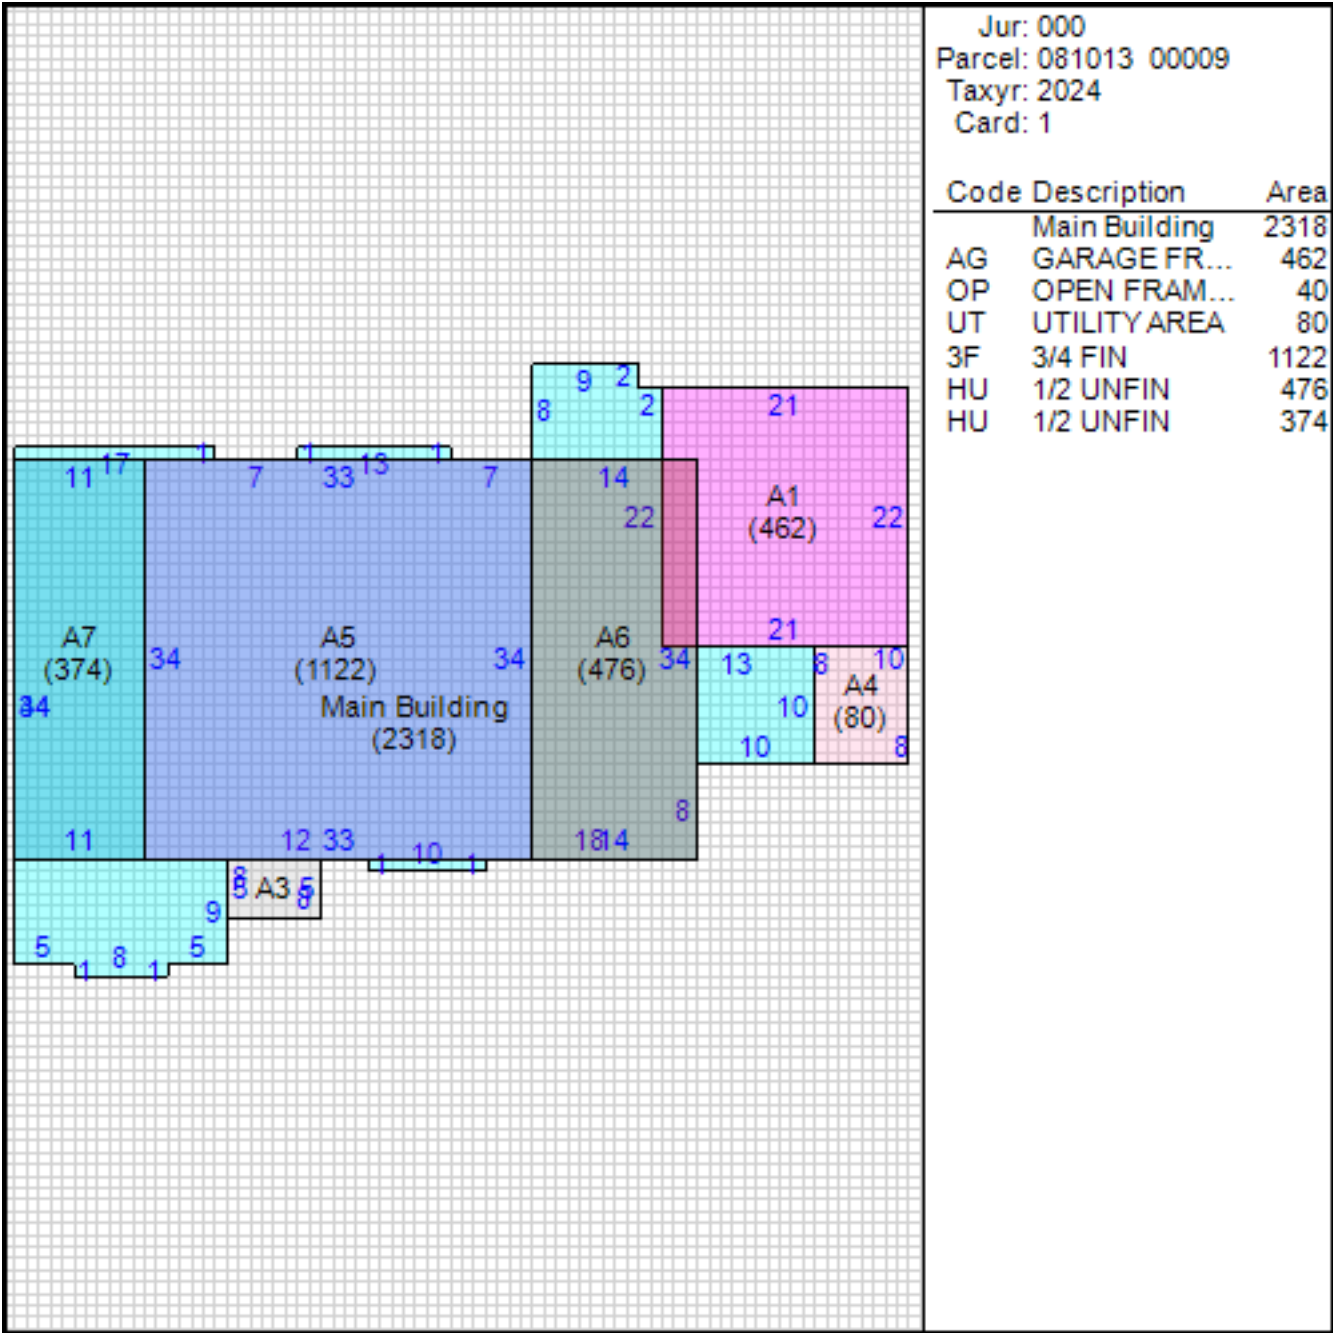 Jur: 000
Parcel: 081013 00009
Taxyr: 2024
Card: 1
Code Description Area
Main Building 2318
AG GARAGE FR... 462
OP OPEN FRAM... 40
UT UTILITY AREA 80
3F 3/4 FIN 1122
HU 1/2 UNFIN 476
HU 1/2 UNFIN 374
9 2
8 2 21
1 1 1
17 13
11 7 33 7 14
22 A1 22
(462)
21
A7 A5 A6
(374) (1122) (476)
34 34 34 13 8 10
A4
(80)
34 Main Building 10
(2318)
10 8
8
11 12 33 18 14
10
1 1
8
5 A3 5
8
9
5 8 5
1 1